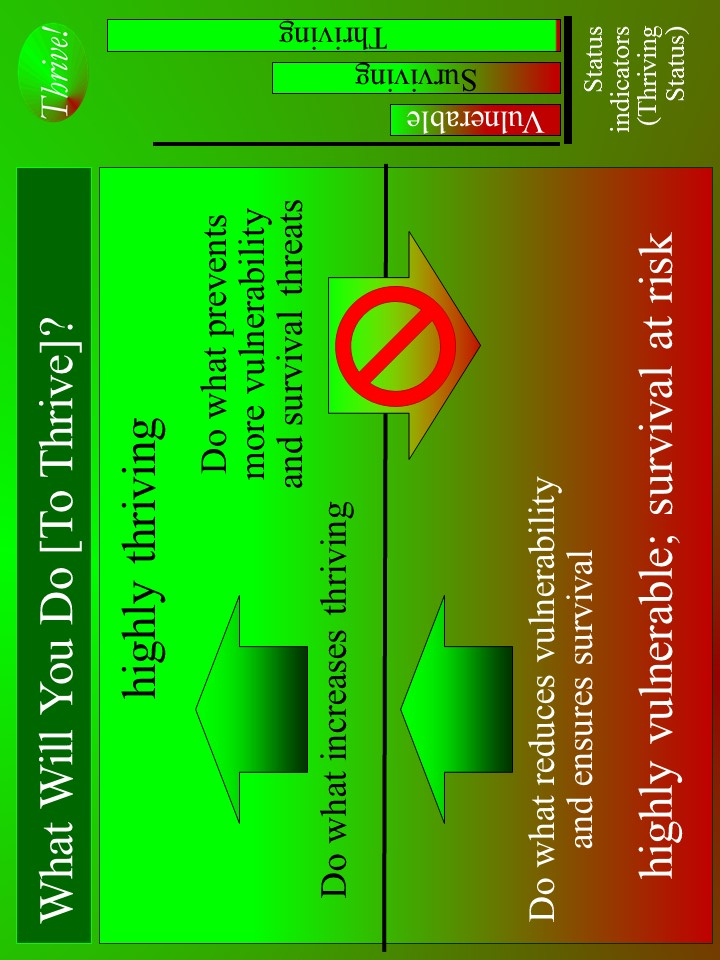 What Will You Do [To Thrive]?
Thrive!
highly thriving
Do what prevents
more vulnerability
and survival threats
Do what increases thriving
Do what reduces vulnerability
and ensures survival
highly vulnerable; survival at risk
Thriving
Surviving
Vulnerable
Status
indicators
(Thriving
Status)